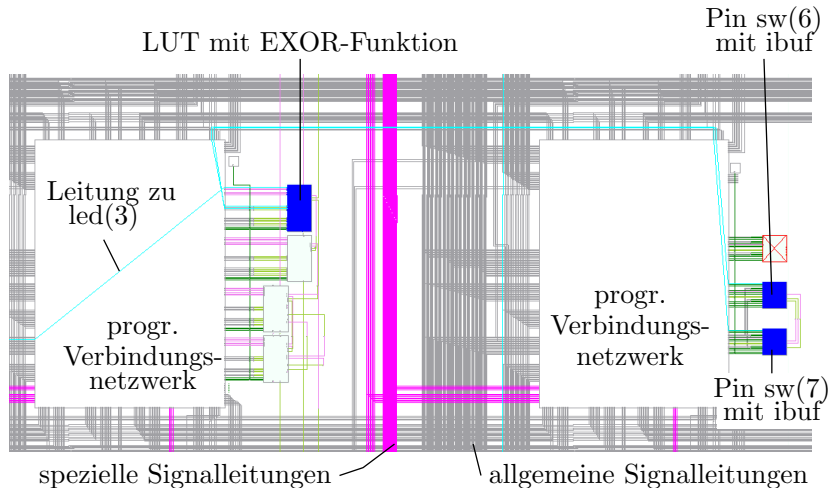 Pin sw(6)
mit ibuf
LUT mit EXOR-Funktion
Leitung zu
led(3)
progr.
Verbindungs-
netzwerk
progr.
Verbindungs-
netzwerk
Pin sw(7)
mit ibuf
spezielle Signalleitungen
allgemeine Signalleitungen